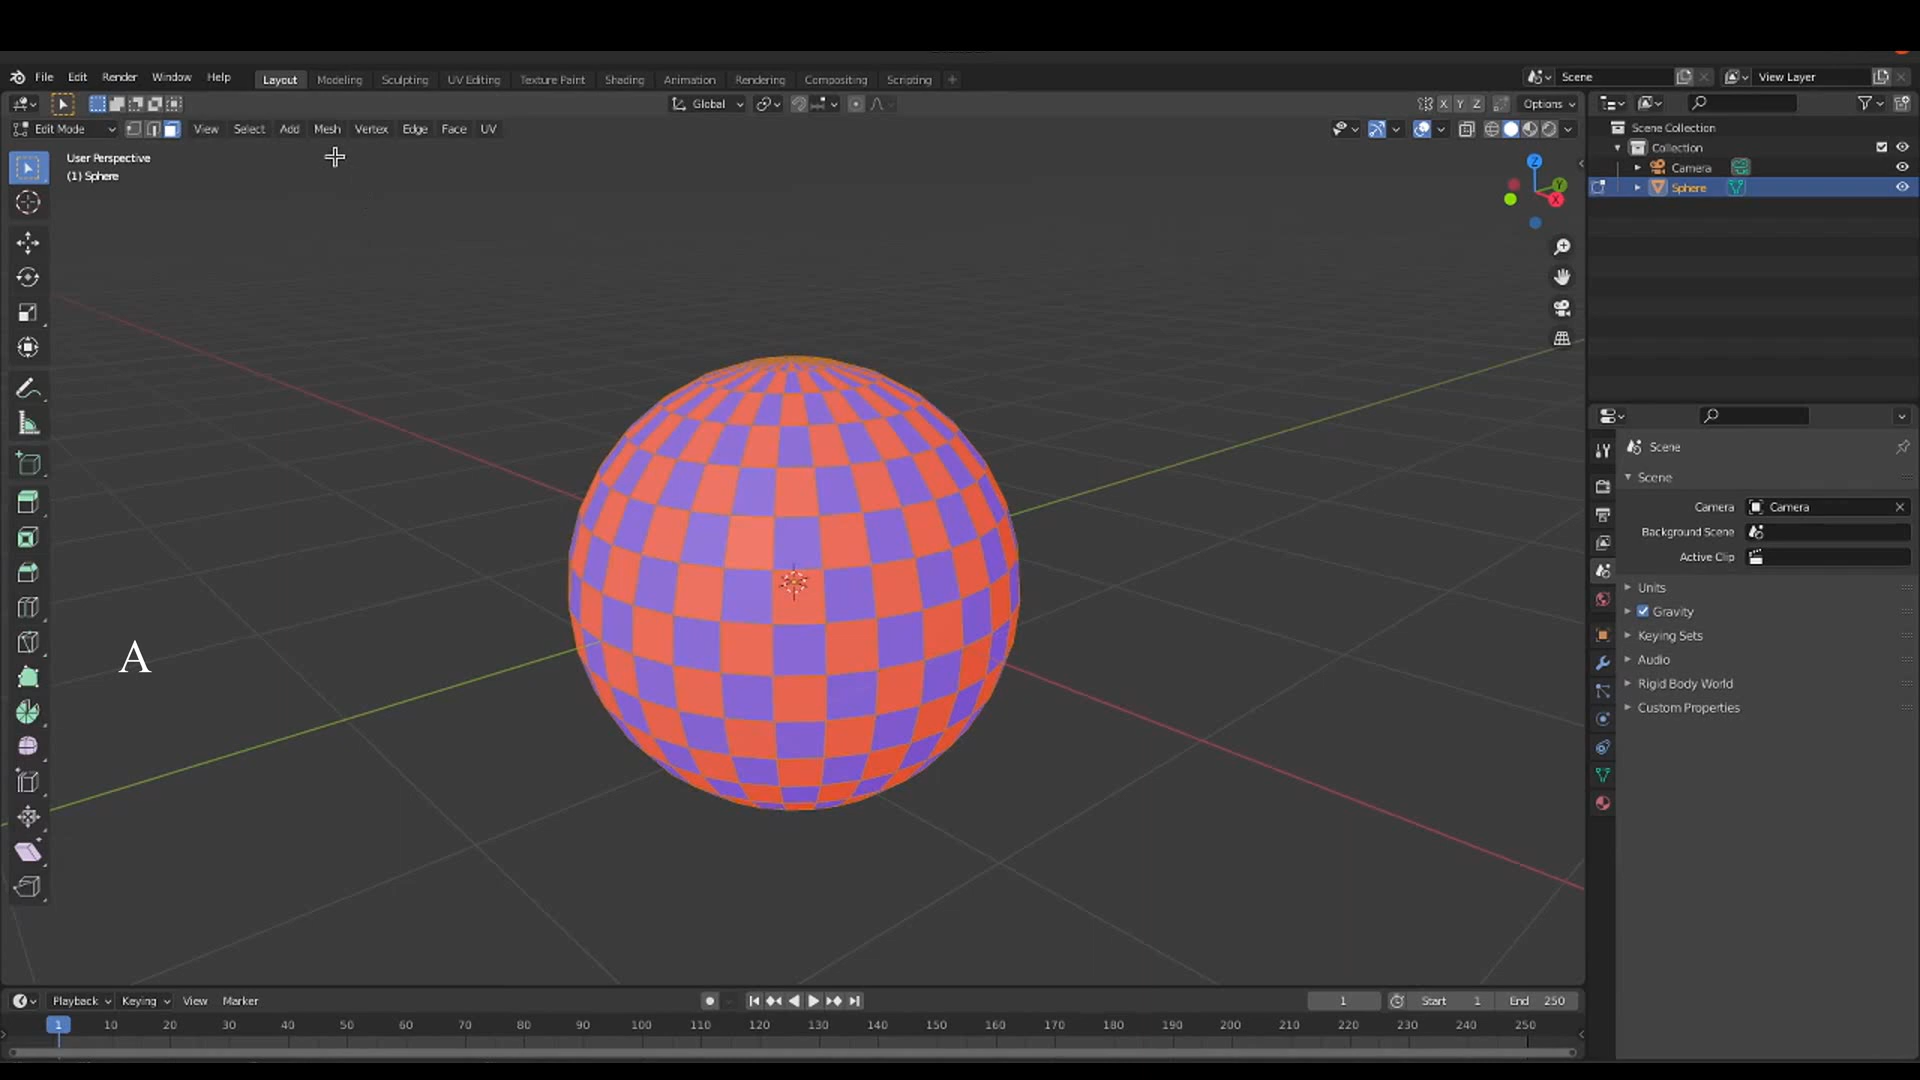 File Edit Render Window Help Layout Modeling Sculpting UV Editing Texture Paint Shading Animation Rendering Compositing Scripting + Scene View Layer
Global X Y Z Options
Edit Mode View Select Add Mesh Vertex Edge Face UV
User Perspective
(1) Sphere
Z
Y
X
A
Scene Collection
Collection
Camera
Sphere
Scene
Scene
Camera Camera
Background Scene
Active Clip
Units
Gravity
Keying Sets
Audio
Rigid Body World
Custom Properties
Playback Keying View Marker 1 Start 1 End 250
1 10 20 30 40 50 60 70 80 90 100 110 120 130 140 150 160 170 180 190 200 210 220 230 240 250